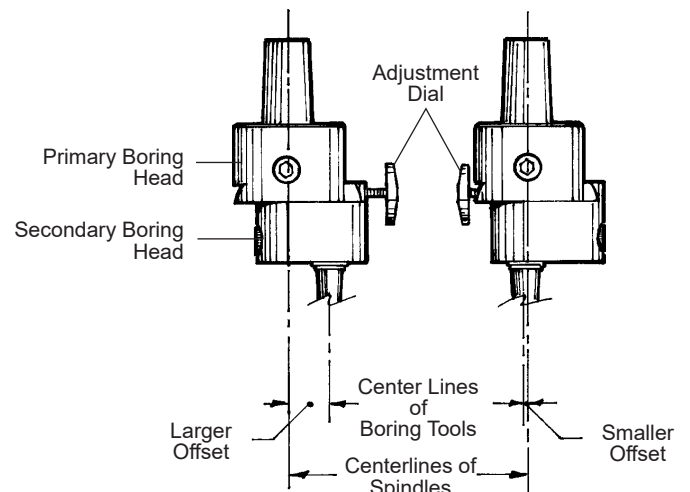 Adjustment
Dial
Primary Boring
Head
Secondary Boring
Head
Center Lines
of
Boring Tools
Larger
Offset
Smaller
Offset
Centerlines of
Spindles